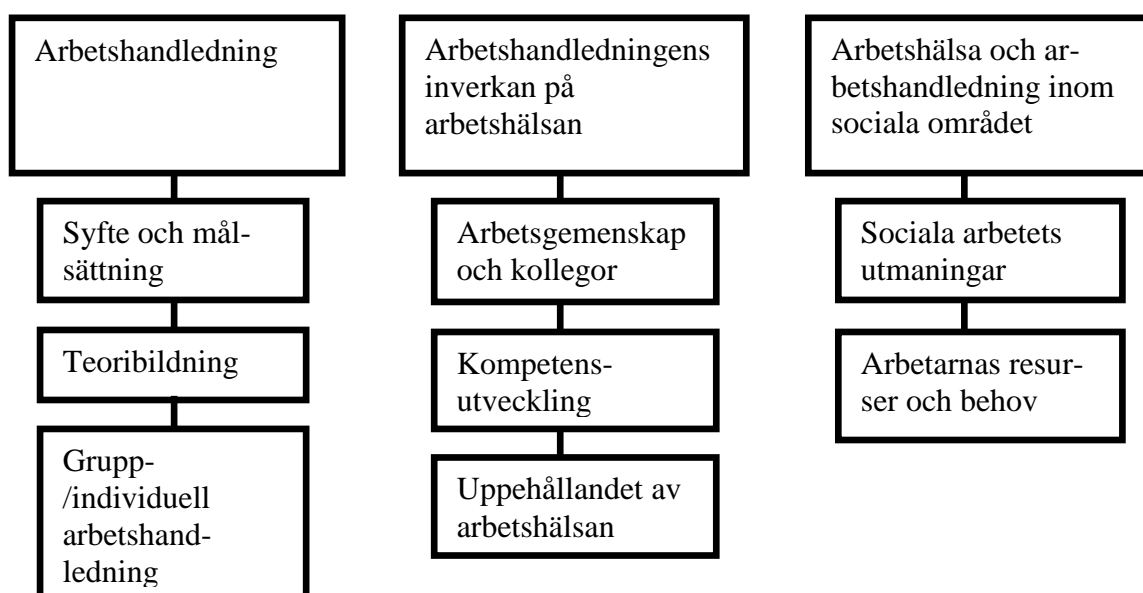 Arbetshandledning
Syfte och mål-
sättning
Teoribildning
Grupp-
/individuell
arbetshand-
ledning
Arbetshandledningens
inverkan på
arbetshälsan
Arbetsgemenskap
och kollegor
Kompetens-
utveckling
Uppehållandet av
arbetshälsan
Arbetshälsa och ar-
betshandledning inom
sociala området
Sociala arbetets
utmaningar
Arbetarnas resur-
ser och behov